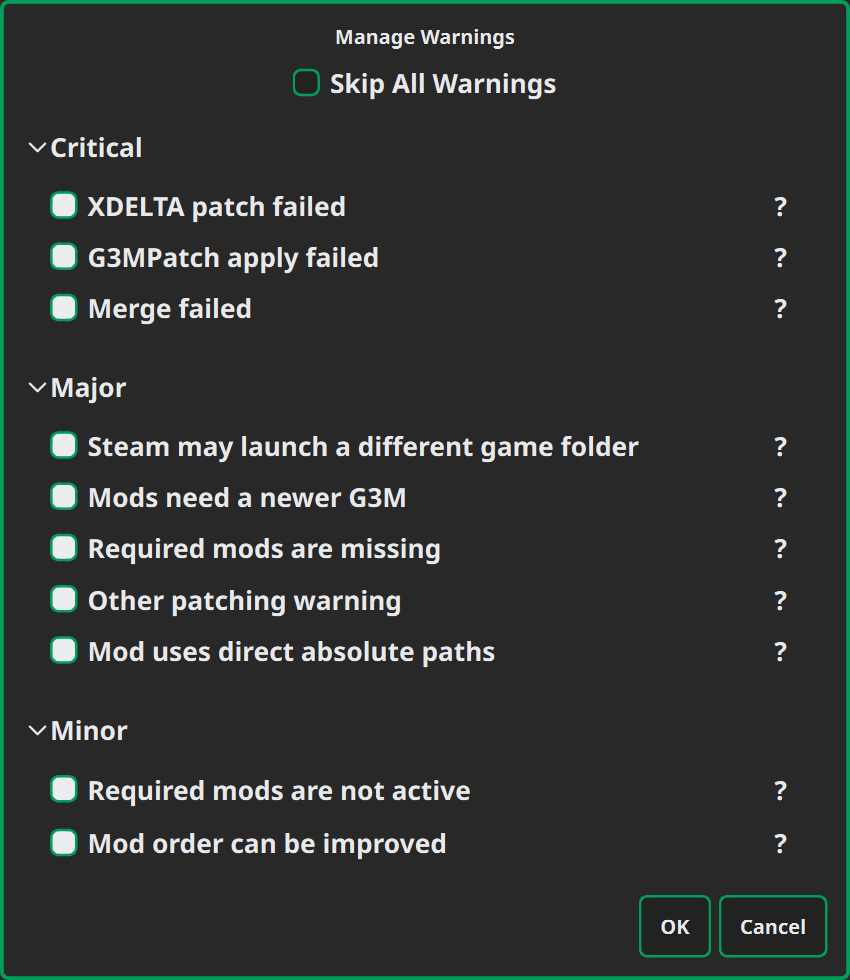 Manage Warnings
Skip All Warnings
Critical
XDELTA patch failed ?
G3MPatch apply failed ?
Merge failed ?
Major
Steam may launch a different game folder ?
Mods need a newer G3M ?
Required mods are missing ?
Other patching warning ?
Mod uses direct absolute paths ?
Minor
Required mods are not active ?
Mod order can be improved ?
OK Cancel